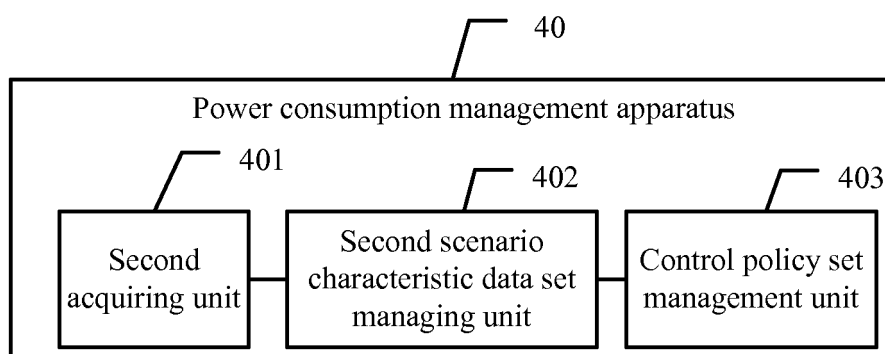 40
Power consumption management apparatus
401
402
403
Second
acquiring unit
Second scenario
characteristic data set
managing unit
Control policy set
management unit